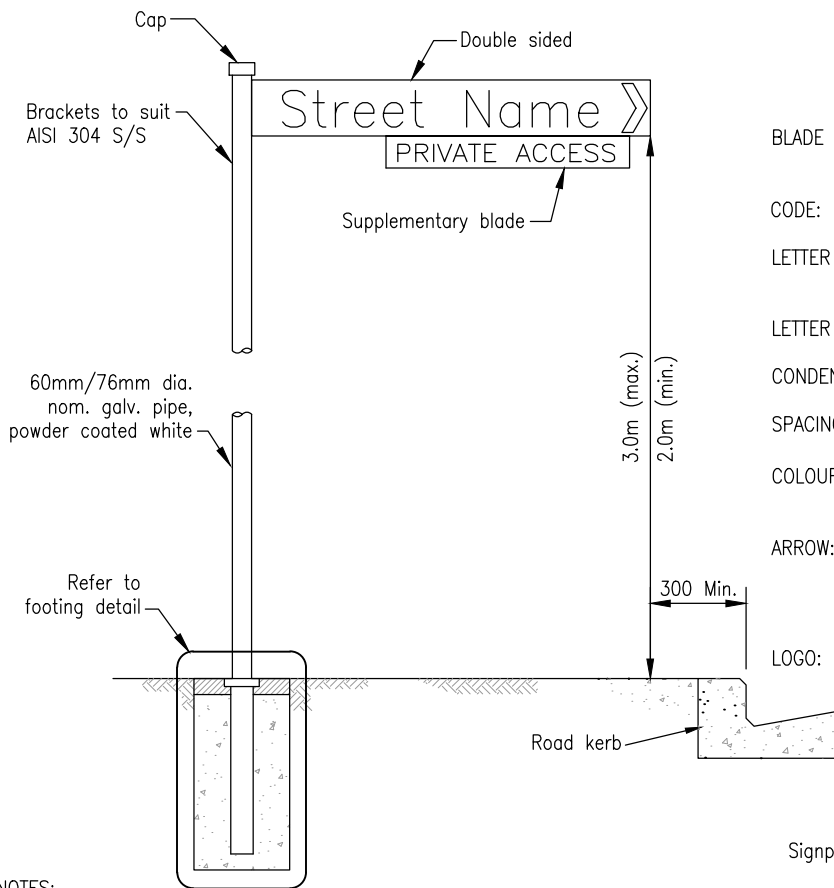 Cap
Double sided
Brackets to suit
AISI 304 S/S
Street Name
PRIVATE ACCESS
Supplementary blade
60mm/76mm dia.
nom. galv. pipe,
powder coated white
3.0m (max.)
2.0m (min.)
Refer to
footing detail
300 Min.
Road kerb
BLADE
CODE:
LETTER
LETTER
CONDEN
SPACING
COLOUR
ARROW:
LOGO:
Signp
NOTES: